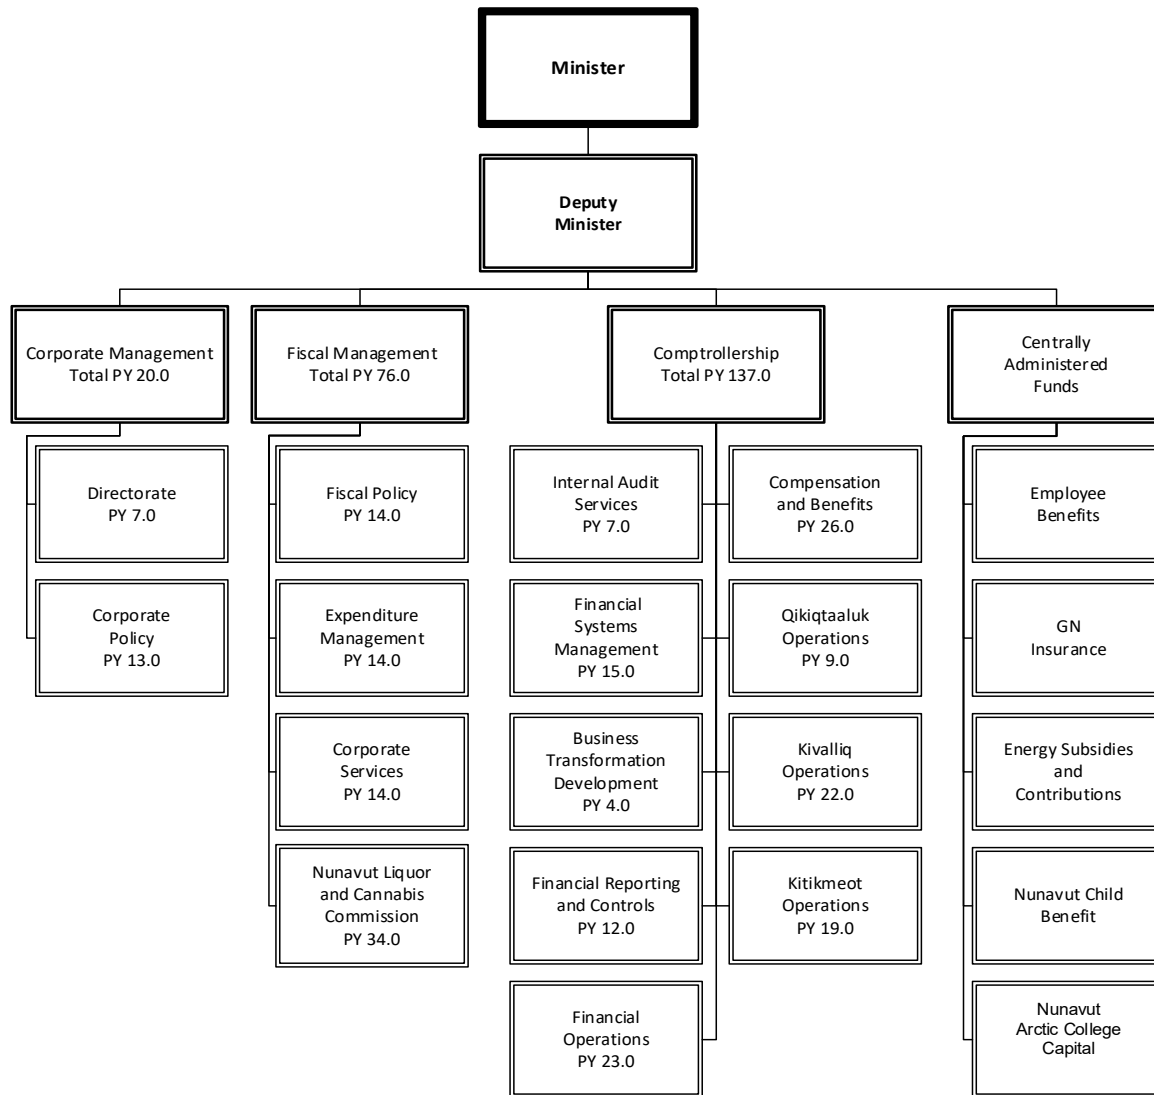 Minister
Deputy
Minister
Corporate Management
Total PY 20.0
Fiscal Management
Total PY 76.0
Comptrollership
Total PY 137.0
Centrally
Administered
Funds
Directorate
PY 7.0
Corporate
Policy
PY 13.0
Fiscal Policy
PY 14.0
Expenditure
Management
PY 14.0
Corporate
Services
PY 14.0
Nunavut Liquor
and Cannabis
Commission
PY 34.0
Internal Audit
Services
PY 7.0
Financial
Systems
Management
PY 15.0
Business
Transformation
Development
PY 4.0
Financial Reporting
and Controls
PY 12.0
Financial
Operations
PY 23.0
Compensation
and Benefits
PY 26.0
Qikiqtaaluk
Operations
PY 9.0
Kivalliq
Operations
PY 22.0
Kitikmeot
Operations
PY 19.0
Employee
Benefits
GN
Insurance
Energy Subsidies
and
Contributions
Nunavut Child
Benefit
Nunavut
Arctic College
Capital